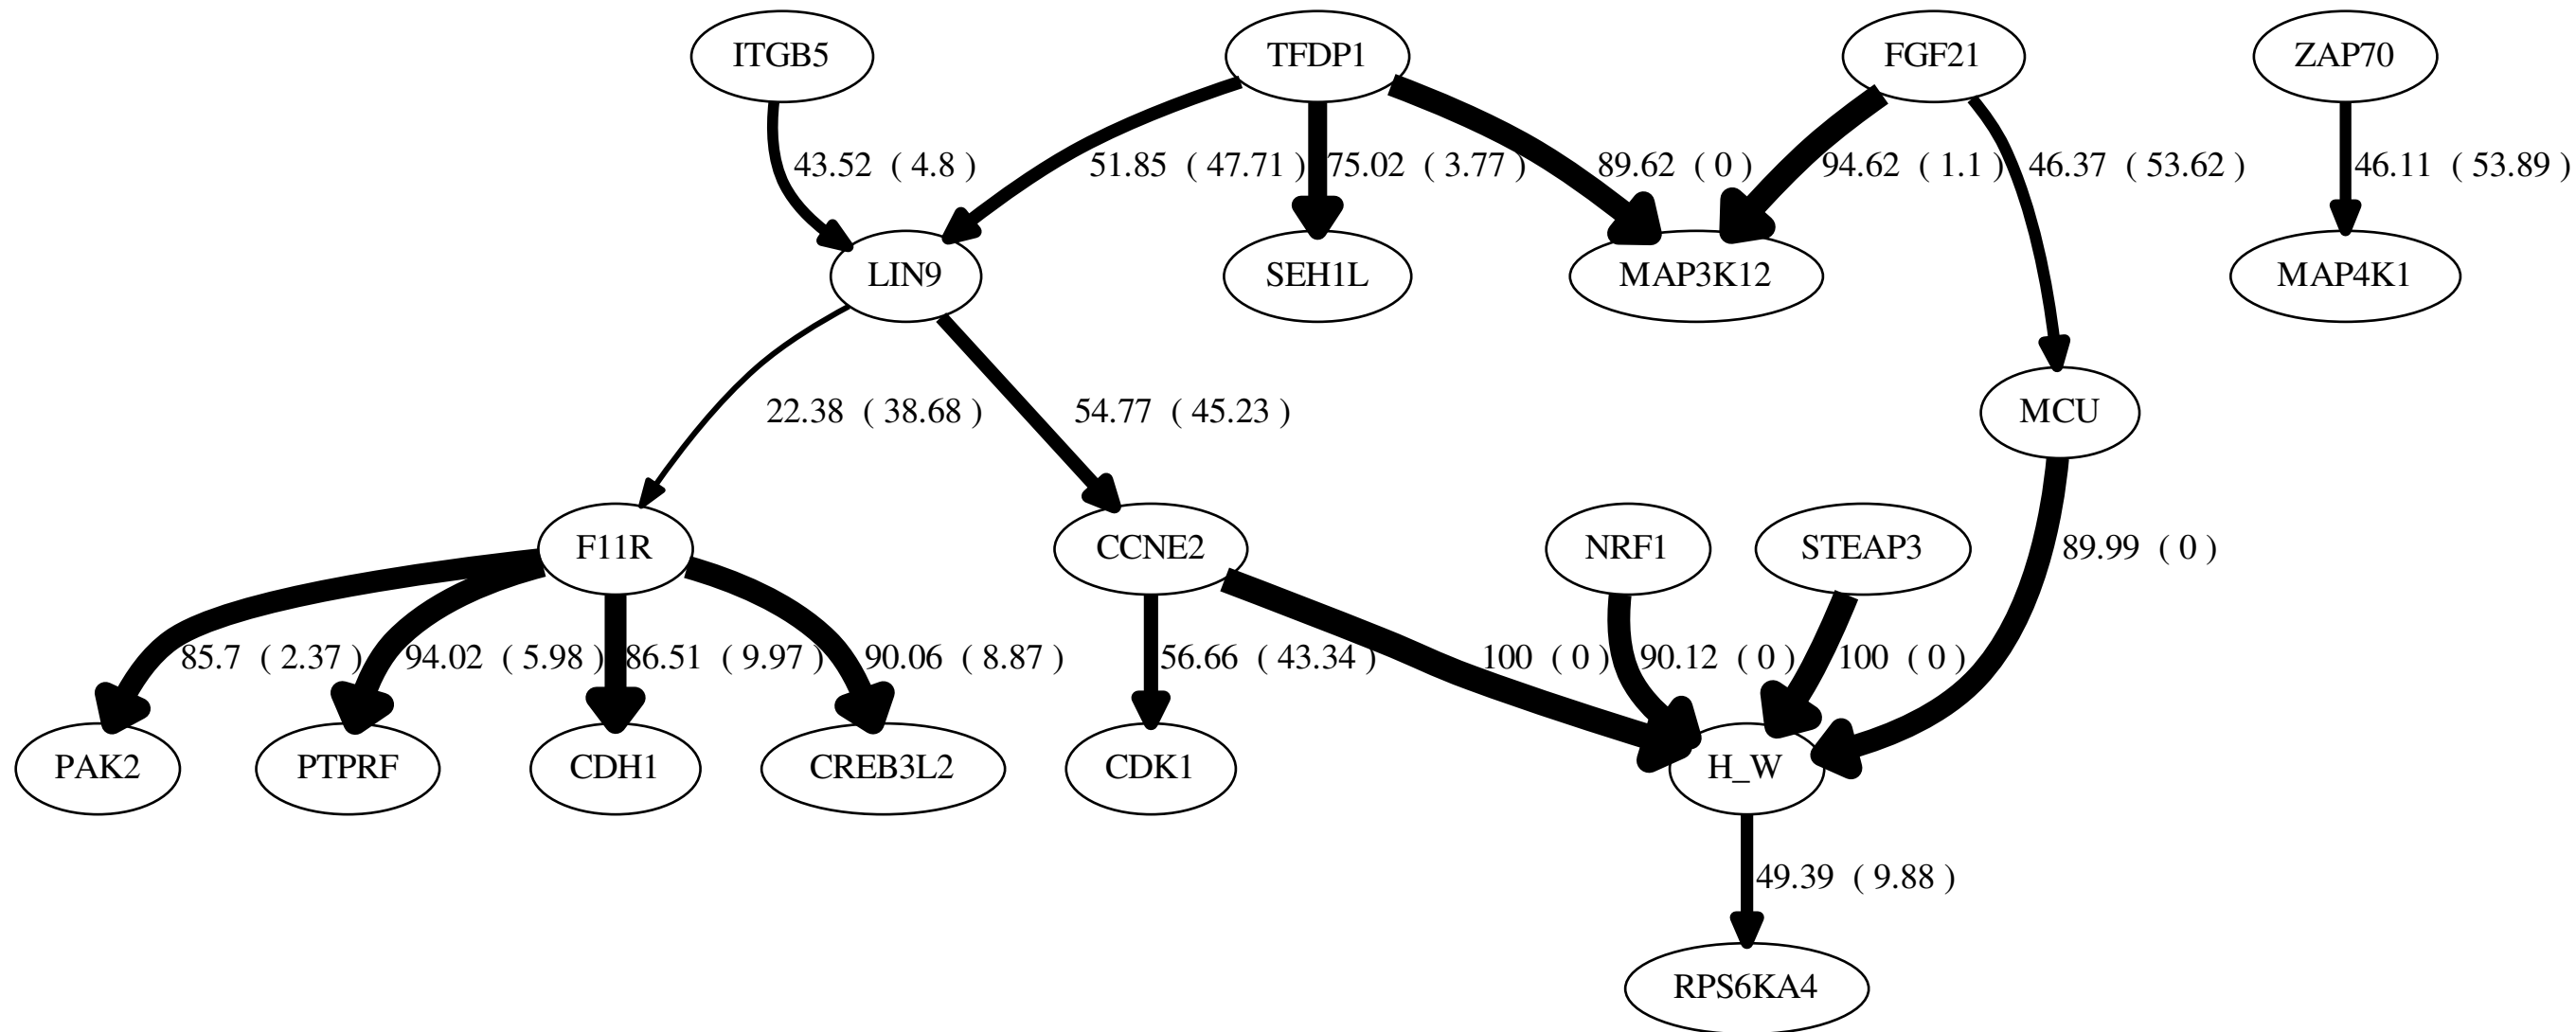 ITGB5
TFDP1
FGF21
ZAP70
43.52 ( 4.8 )
51.85 ( 47.71 )
75.02 ( 3.77 )
89.62 ( 0 )
94.62 ( 1.1 )
46.37 ( 53.62 )
46.11 ( 53.89 )
LIN9
SEH1L
MAP3K12
MAP4K1
22.38 ( 38.68 )
54.77 ( 45.23 )
MCU
F11R
CCNE2
NRF1
STEAP3
89.99 ( 0 )
85.7 ( 2.37 )
94.02 ( 5.98 )
86.51 ( 9.97 )
90.06 ( 8.87 )
56.66 ( 43.34 )
100 ( 0 )
90.12 ( 0 )
100 ( 0 )
PAK2
PTPRF
CDH1
CREB3L2
CDK1
H_W
49.39 ( 9.88 )
RPS6KA4